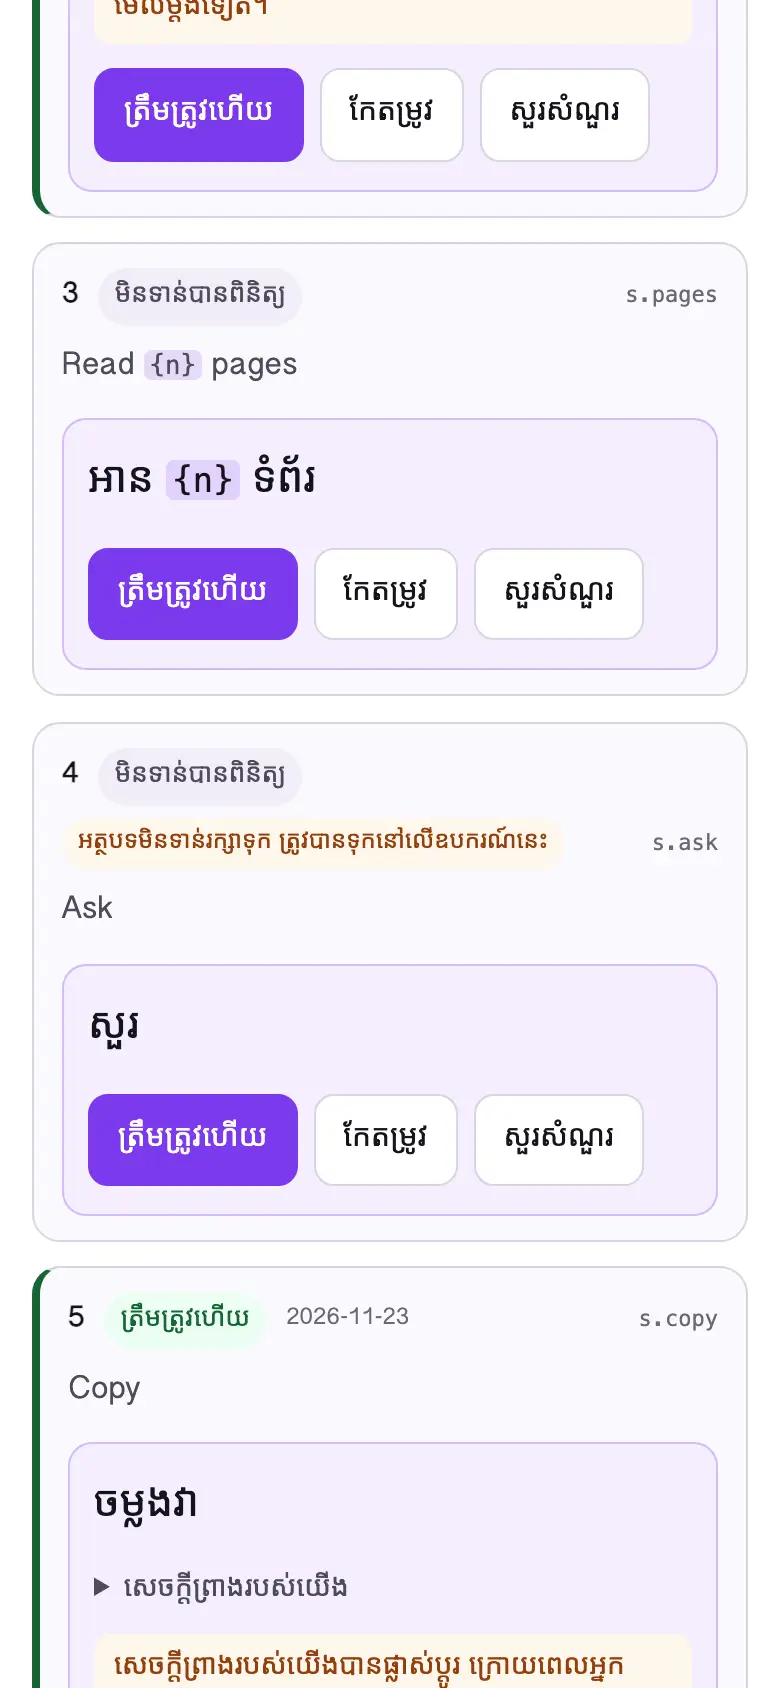 មើលម្តងទៀត។
ត្រឹមត្រូវហើយ កែតម្រូវ សួរសំណួរ
3 មិនទាន់បានពិនិត្យ s.pages
Read {n} pages
អាន {n} ទំព័រ
ត្រឹមត្រូវហើយ កែតម្រូវ សួរសំណួរ
4 មិនទាន់បានពិនិត្យ
អត្ថបទមិនទាន់រក្សាទុក ត្រូវបានទុកនៅលើឧបករណ៍នេះ s.ask
Ask
សួរ
ត្រឹមត្រូវហើយ កែតម្រូវ សួរសំណួរ
5 ត្រឹមត្រូវហើយ 2026-11-23 s.copy
Copy
ចម្លងវា
▶ សេចក្តីព្រាងរបស់យើង
សេចក្តីព្រាងរបស់យើងបានផ្លាស់ប្តូរ ក្រោយពេលអ្នក